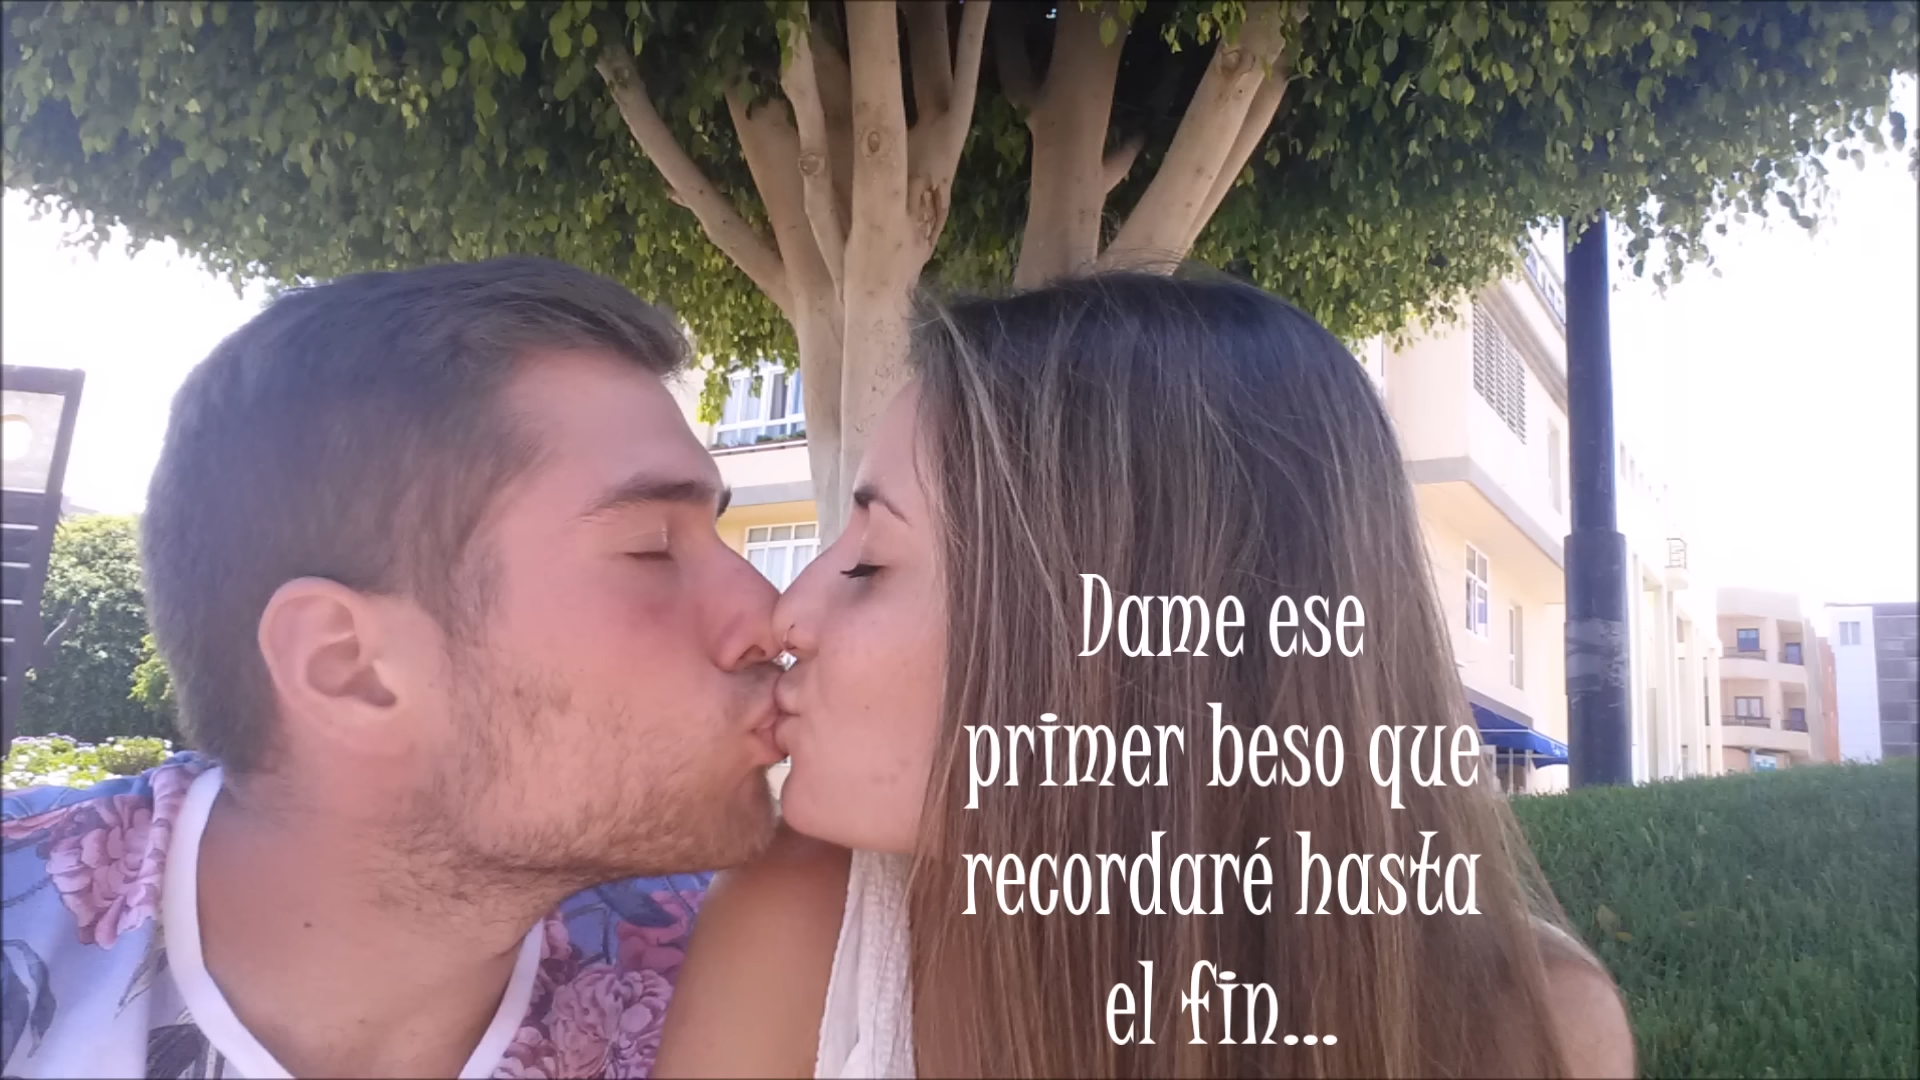 Dame ese
primer beso que
recordaré hasta
el fin...